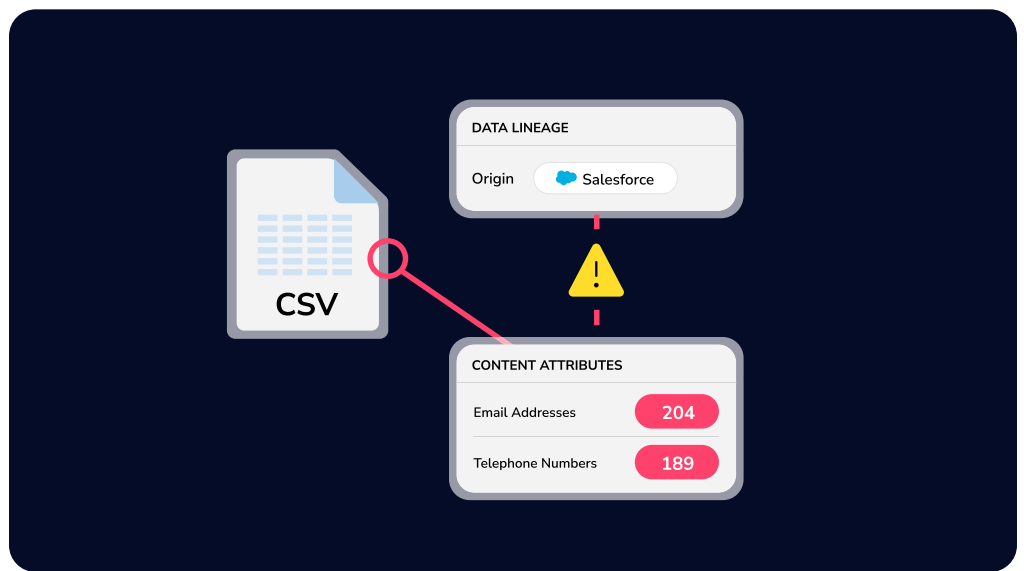 DATA LINEAGE
Origin Salesforce
CSV
CONTENT ATTRIBUTES
Email Addresses 204
Telephone Numbers 189